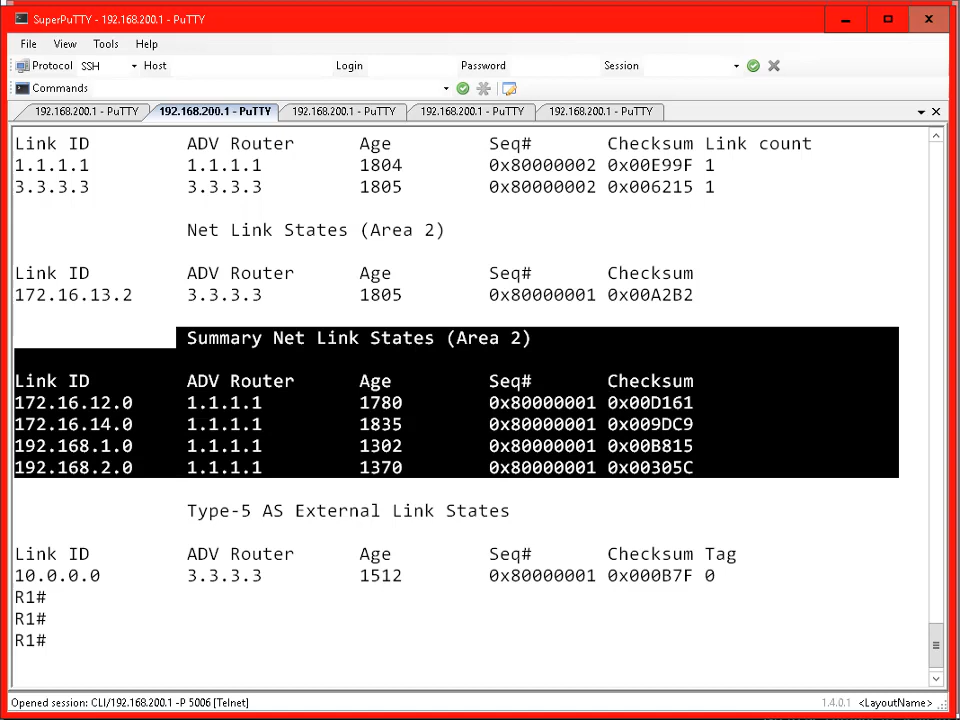 SuperPuTTY - 192.168.200.1 - PuTTY
File View Tools Help
Protocol SSH Host Login Password Session
Commands
192.168.200.1 - PuTTY 192.168.200.1 - PuTTY 192.168.200.1 - PuTTY 192.168.200.1 - PuTTY 192.168.200.1 - PuTTY
Link ID ADV Router Age Seq# Checksum Link count
1.1.1.1 1.1.1.1 1804 0x80000002 0x00E99F 1
3.3.3.3 3.3.3.3 1805 0x80000002 0x006215 1
Net Link States (Area 2)
Link ID ADV Router Age Seq# Checksum
172.16.13.2 3.3.3.3 1805 0x80000001 0x00A2B2
Summary Net Link States (Area 2)
Link ID ADV Router Age Seq# Checksum
172.16.12.0 1.1.1.1 1780 0x80000001 0x00D161
172.16.14.0 1.1.1.1 1835 0x80000001 0x009DC9
192.168.1.0 1.1.1.1 1302 0x80000001 0x00B815
192.168.2.0 1.1.1.1 1370 0x80000001 0x00305C
Type-5 AS External Link States
Link ID ADV Router Age Seq# Checksum Tag
10.0.0.0 3.3.3.3 1512 0x80000001 0x000B7F 0
R1#
R1#
R1#
Opened session: CLI/192.168.200.1 -P 5006 [Telnet] 1.4.0.1 <LayoutName>